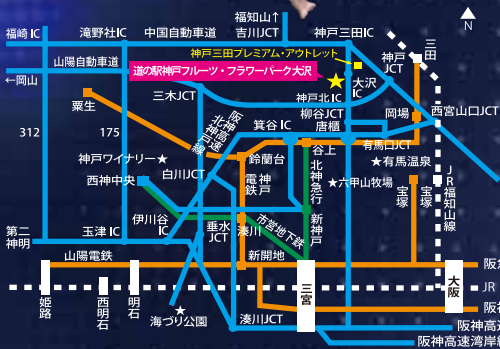 福知山↑
福崎IC
滝野社IC
中国自動車道
吉川JCT
神戸三田IC
N
神戸三田プレミアム・アウトレット
三田
神戸
JCT
山陽自動車道
道の駅神戸フルーツ・フラワーパーク大沢
←岡山
大沢
IC
三木JCT
神戸北IC
粟生
阪神高速
北神戸線
柳谷JCT
岡場
西宮山口JCT
312
175
箕谷IC
唐櫃
有馬口JCT
神戸ワイナリー★
鈴蘭台
谷上
★有馬温泉
西神中央
白川JCT
神戸
電鉄
北神急行
★六甲山牧場
宝塚
宝塚
JR福知山線
伊川谷
IC
垂水
JCT
湊川
市営地下鉄
新神戸
第二
神明
玉津IC
山陽電鉄
新開地
三宮
大阪
JR
姫路
西明石
明石
海づり公園
湊川JCT
阪神高速
阪神高速湾岸